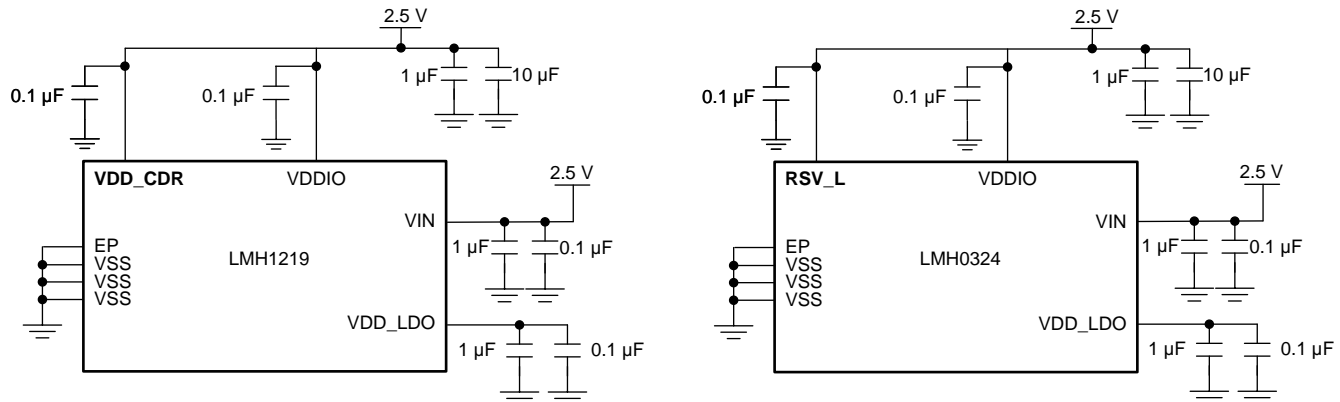 2.5 V
1 µF
10 µF
0.1 µF
0.1 µF
VDD_CDR
VDDIO
2.5 V
VIN
1 µF
0.1 µF
EP
VSS
VSS
VSS
LMH1219
VDD_LDO
1 µF
0.1 µF
2.5 V
1 µF
10 µF
0.1 µF
0.1 µF
RSV_L
VDDIO
2.5 V
VIN
1 µF
0.1 µF
EP
VSS
VSS
VSS
LMH0324
VDD_LDO
1 µF
0.1 µF